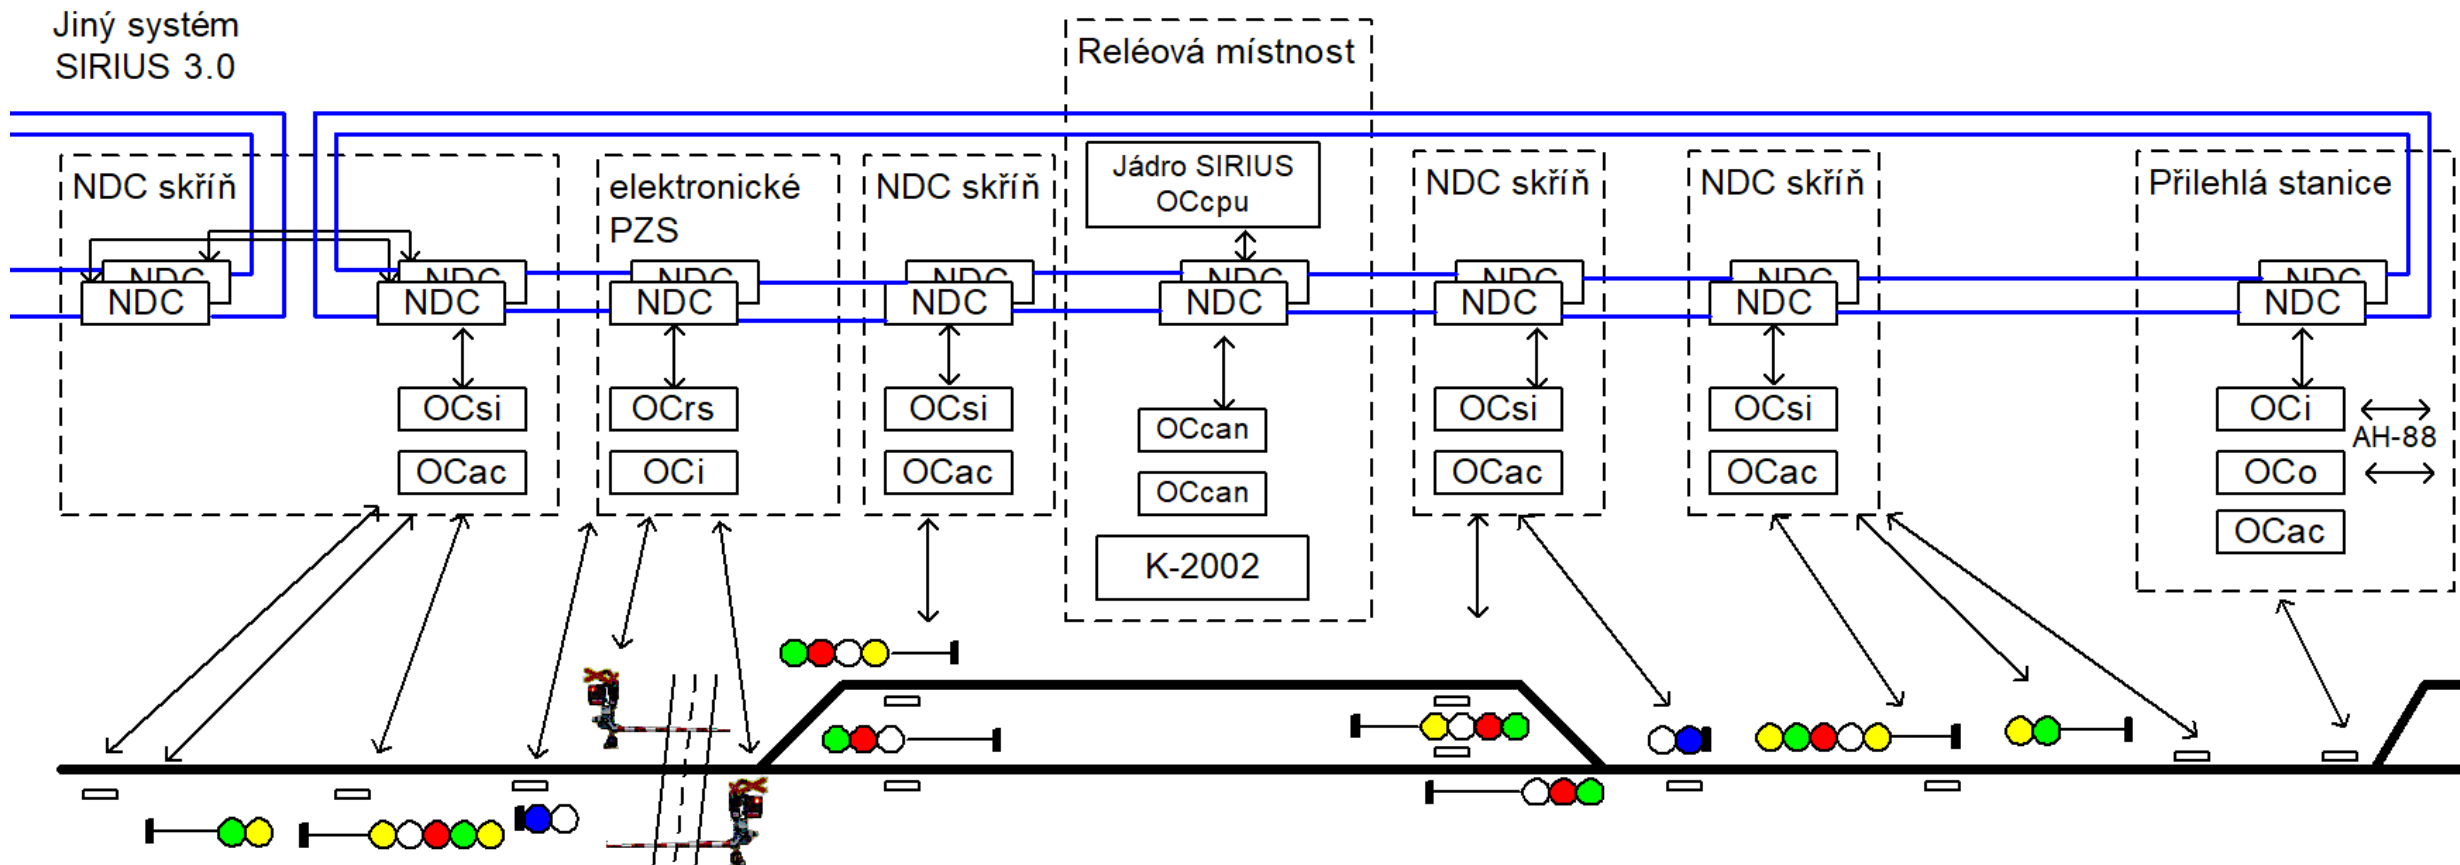 Jiný systém
SIRIUS 3.0
NDC skříň
NDC
NDC
NDC
NDC
OCsi
OCac
elektronické
PZS
NDC
NDC
OCrs
OCi
NDC skříň
NDC
NDC
OCsi
OCac
Reléová místnost
Jádro SIRIUS
OCcpu
NDC
NDC
OCcan
OCcan
K-2002
NDC skříň
NDC
NDC
OCsi
OCac
NDC skříň
NDC
NDC
OCsi
OCac
Přilehlá stanice
NDC
NDC
OCi
AH-88
OCo
OCac